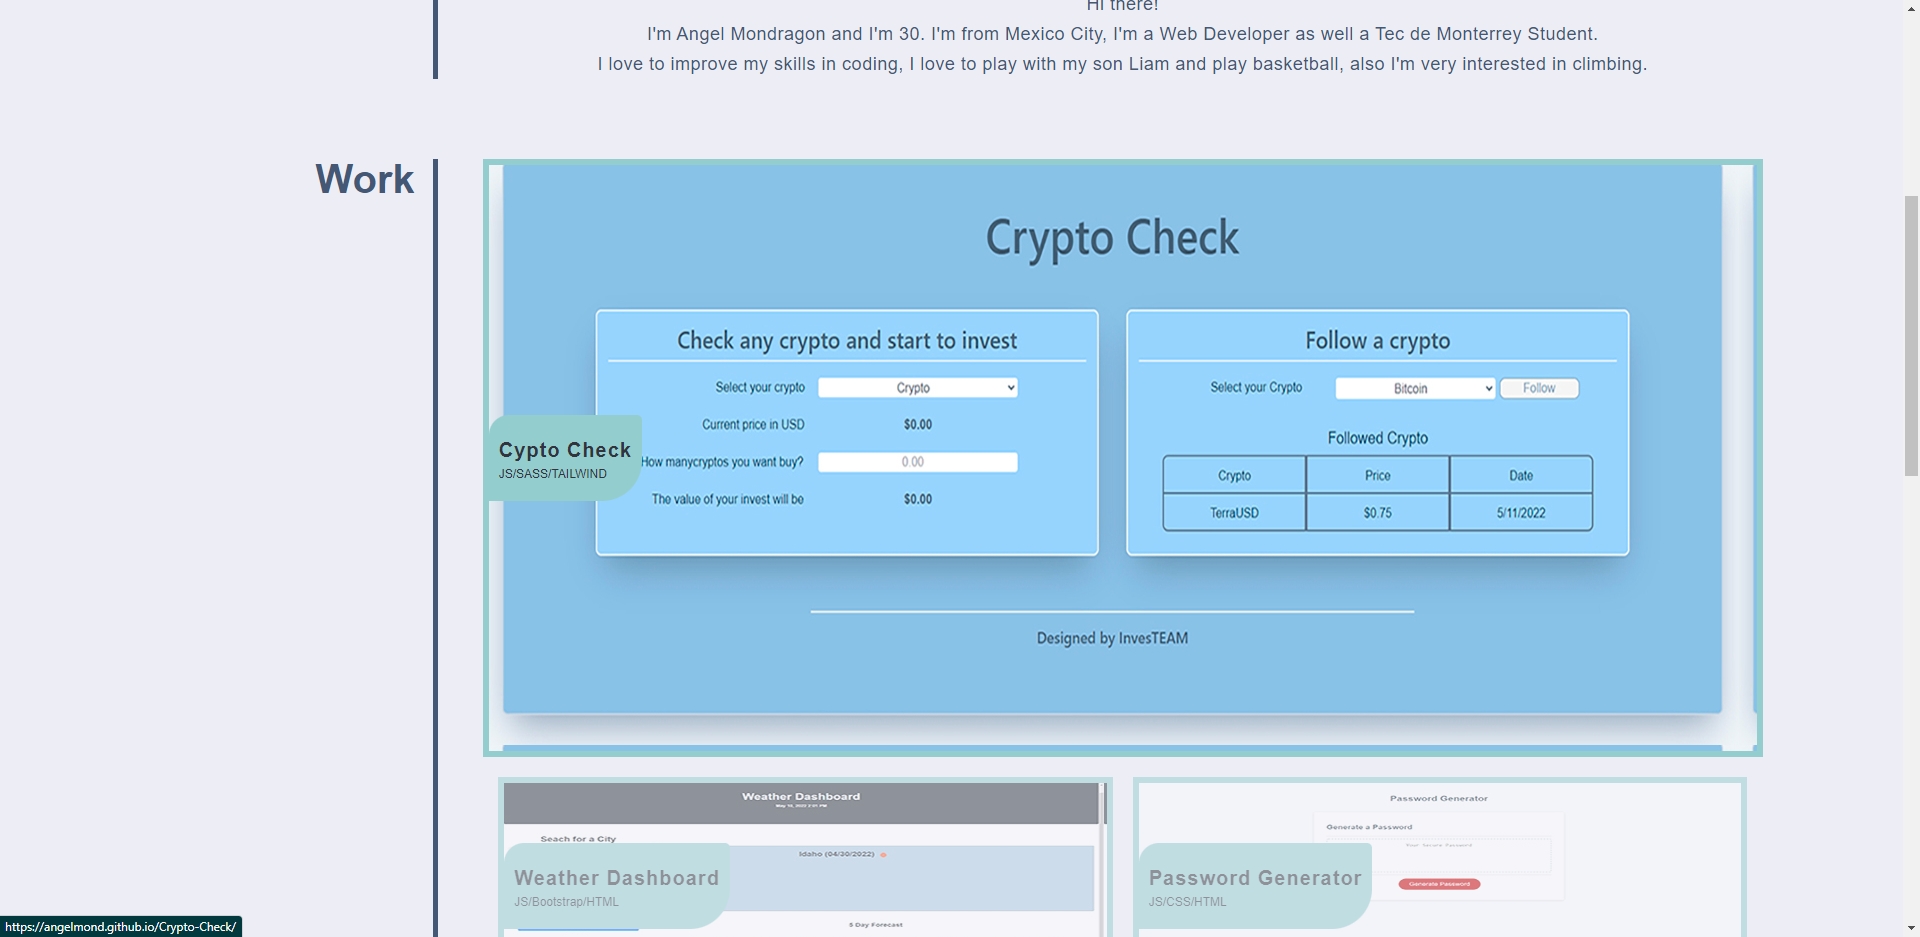 Hi there!
I'm Angel Mondragon and I'm 30. I'm from Mexico City, I'm a Web Developer as well a Tec de Monterrey Student.
I love to improve my skills in coding, I love to play with my son Liam and play basketball, also I'm very interested in climbing.
Work
Crypto Check
Check any crypto and start to invest
Select your crypto Crypto
Current price in USD $0.00
How manycryptos you want buy? 0.00
The value of your invest will be $0.00
Follow a crypto
Select your Crypto Bitcoin Follow
Followed Crypto
Crypto Price Date
TerraUSD $0.75 5/11/2022
Cypto Check
JS/SASS/TAILWIND
Designed by InvesTEAM
Weather Dashboard
Seach for a City
Idaho (04/30/2022)
Weather Dashboard
JS/Bootstrap/HTML
5 Day Forecast
Password Generator
Generate a Password
Your Secure Password
Generate Password
Password Generator
JS/CSS/HTML
https://angelmond.github.io/Crypto-Check/